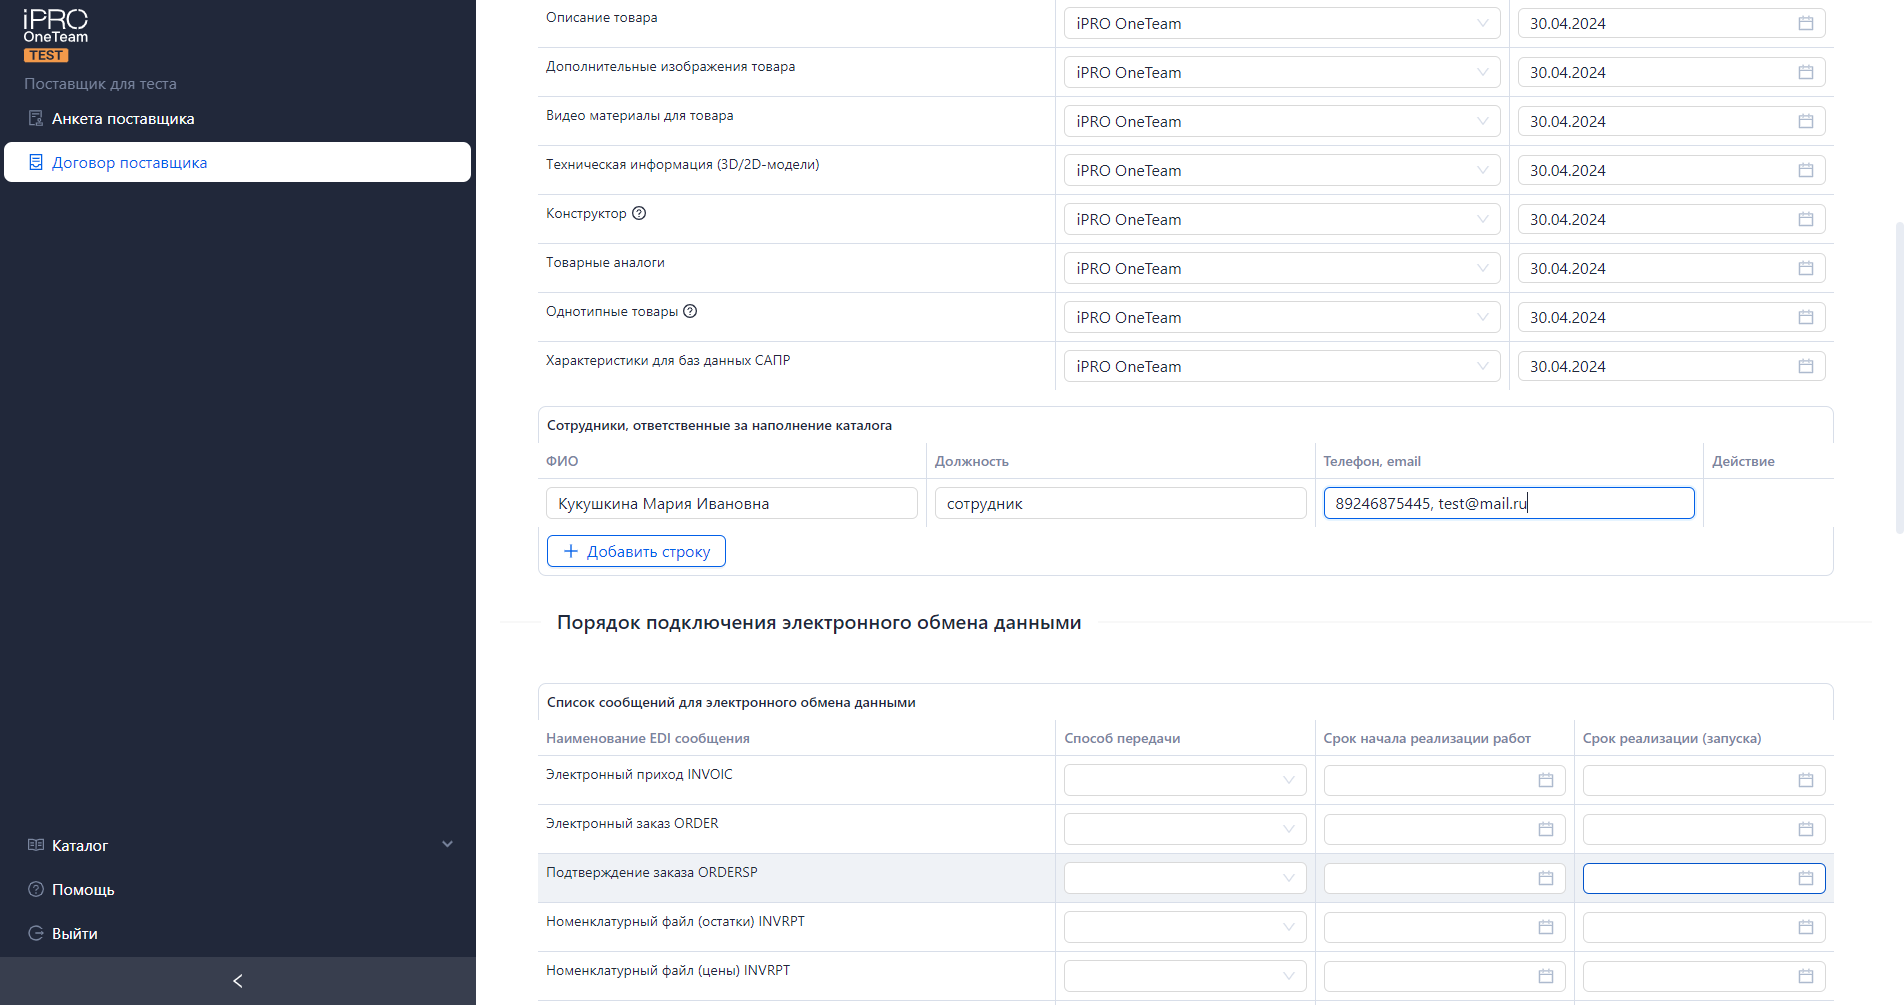 iPRO
OneTeam
TEST
Поставщик для теста
Анкета поставщика
Договор поставщика
Каталог
Помощь
Выйти
Описание товара iPRO OneTeam 30.04.2024
Дополнительные изображения товара iPRO OneTeam 30.04.2024
Видео материалы для товара iPRO OneTeam 30.04.2024
Техническая информация (3D/2D-модели) iPRO OneTeam 30.04.2024
Конструктор iPRO OneTeam 30.04.2024
Товарные аналоги iPRO OneTeam 30.04.2024
Однотипные товары iPRO OneTeam 30.04.2024
Характеристики для баз данных САПР iPRO OneTeam 30.04.2024
Сотрудники, ответственные за наполнение каталога
ФИО Должность Телефон, email Действие
Кукушкина Мария Ивановна сотрудник 89246875445, test@mail.ru
+ Добавить строку
Порядок подключения электронного обмена данными
Список сообщений для электронного обмена данными
Наименование EDI сообщения Способ передачи Срок начала реализации работ Срок реализации (запуска)
Электронный приход INVOIC
Электронный заказ ORDER
Подтверждение заказа ORDERSP
Номенклатурный файл (остатки) INVRPT
Номенклатурный файл (цены) INVRPT